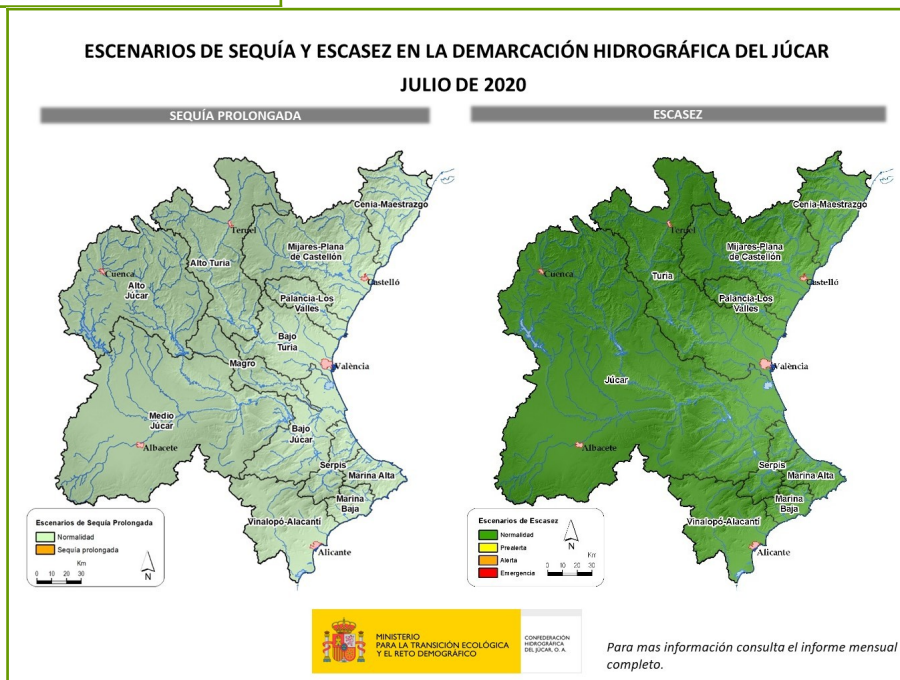 ESCENARIOS DE SEQUÍA Y ESCASEZ EN LA DEMARCACIÓN HIDROGRÁFICA DEL JÚCAR
JULIO DE 2020
SEQUÍA PROLONGADA
Cenia-Maestrazgo
Teruel
Mijares-Plana
de Castellón
Alto Turia
Cuenca
Castelló
Alto
Júcar
Palancia-Los
Valles
Bajo
Turia
Magro
València
Medio
Júcar
Bajo
Júcar
Albacete
Serpis
Marina Alta
Marina
Baja
Vinalopó-Alacantí
Alicante
Escenarios de Sequía Prolongada
Normalidad
Sequía prolongada
Km
0 10 20 30
N
ESCASEZ
Cenia-Maestrazgo
Teruel
Mijares-Plana
de Castellón
Turia
Cuenca
Castelló
Palancia-Los
Valles
València
Júcar
Albacete
Serpis
Marina Alta
Marina
Baja
Vinalopó-Alacantí
Alicante
Escenarios de Escasez
Normalidad
Prealerta
Alerta
Emergencia
N
Km
0 10 20 30
MINISTERIO
PARA LA TRANSICIÓN ECOLÓGICA
Y EL RETO DEMOGRÁFICO
CONFEDERACIÓN
HIDROGRÁFICA
DEL JÚCAR, O. A.
Para mas información consulta el informe mensual
completo.